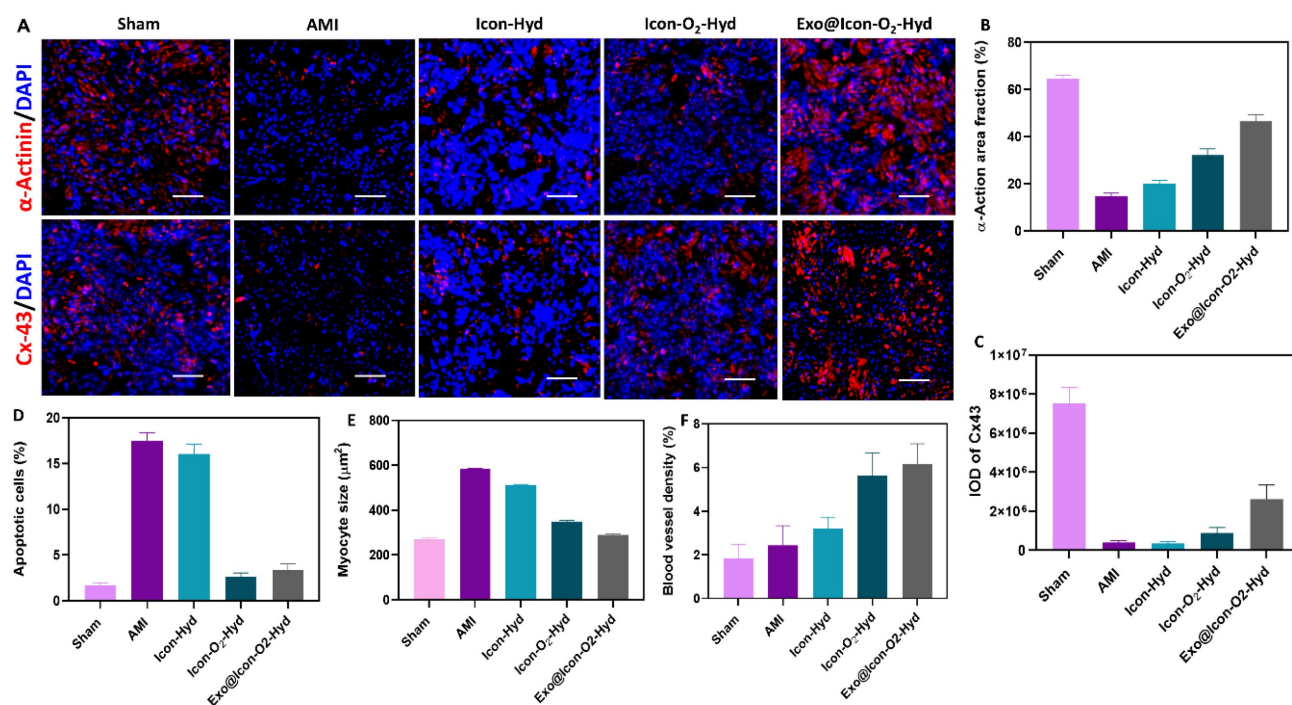 A
Sham
AMI
Icon-Hyd
Icon-O₂-Hyd
Exo@Icon-O₂-Hyd
α-Actinin/DAPI
Cx-43/DAPI
B
α-Action area fraction (%)
80
60
40
20
0
Sham
AMI
Icon-Hyd
Icon-O₂-Hyd
Exo@Icon-O2-Hyd
C
IOD of Cx43
1×10⁷
8×10⁶
6×10⁶
4×10⁶
2×10⁶
0
Sham
AMI
Icon-Hyd
Icon-O₂-Hyd
Exo@Icon-O2-Hyd
D
Apoptotic cells (%)
20
15
10
5
0
Sham
AMI
Icon-Hyd
Icon-O₂-Hyd
Exo@Icon-O2-Hyd
E
Myocyte size (μm²)
800
600
400
200
0
Sham
AMI
Icon-Hyd
Icon-O₂-Hyd
Exo@Icon-O2-Hyd
F
Blood vessel density (%)
8
6
4
2
0
Sham
AMI
Icon-Hyd
Icon-O₂-Hyd
Exo@Icon-O2-Hyd